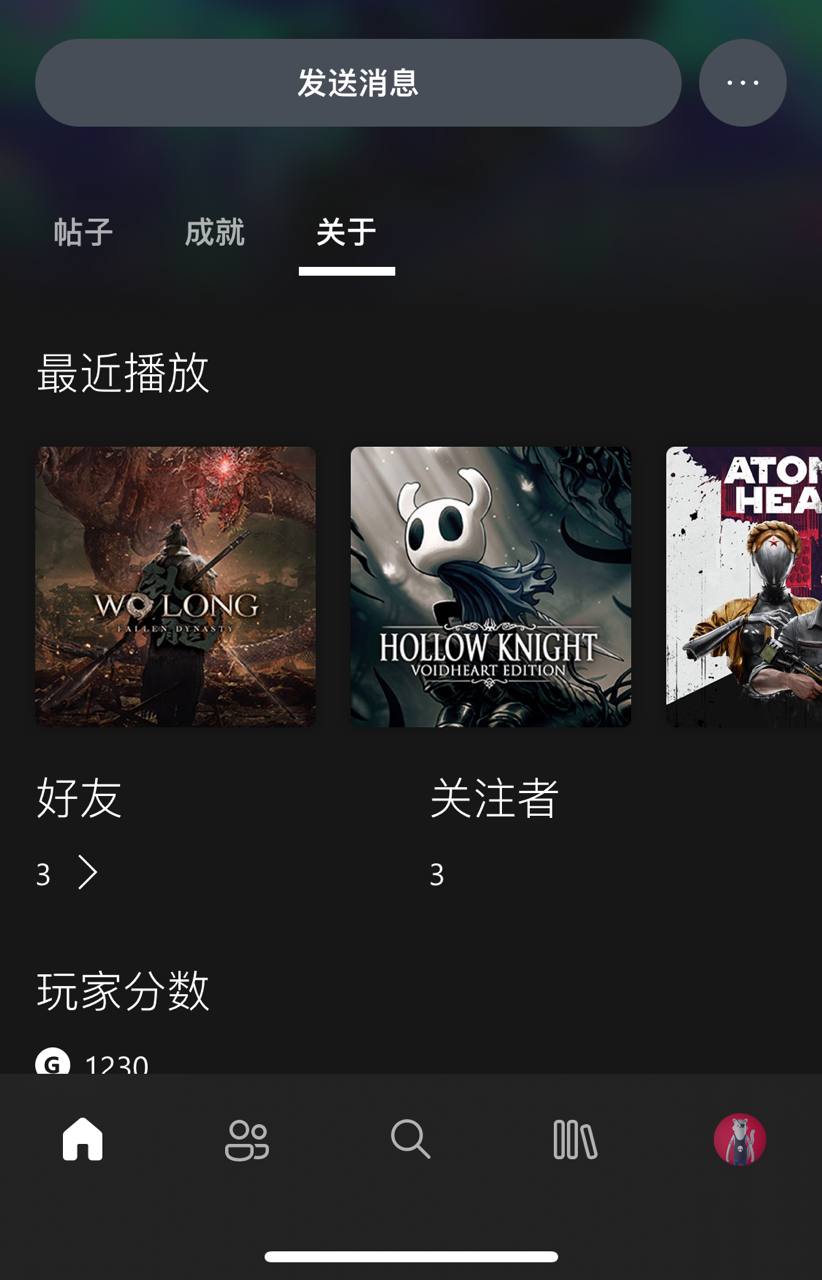 发送消息
帖子 成就 关于
最近播放
WO LONG
FALLEN DYNASTY
HOLLOW KNIGHT
VOIDHEART EDITION
ATOM
HEA
好友 关注者
3 3
玩家分数
G 1230